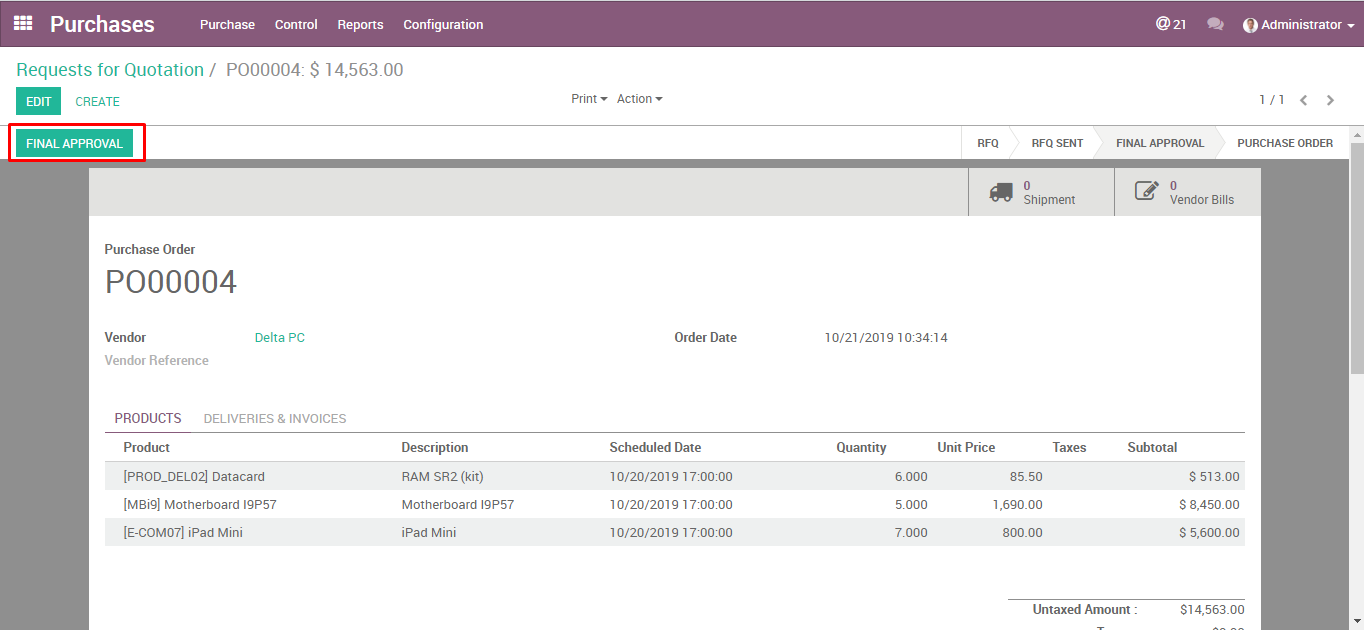 Purchases Purchase Control Reports Configuration @ 21 Administrator
Requests for Quotation / PO00004: $ 14,563.00
EDIT CREATE Print Action 1 / 1
FINAL APPROVAL RFQ RFQ SENT FINAL APPROVAL PURCHASE ORDER
0 Shipment 0 Vendor Bills
Purchase Order
PO00004
Vendor Delta PC Order Date 10/21/2019 10:34:14
Vendor Reference
PRODUCTS DELIVERIES & INVOICES
Product Description Scheduled Date Quantity Unit Price Taxes Subtotal
[PROD_DEL02] Datacard RAM SR2 (kit) 10/20/2019 17:00:00 6.000 85.50 $ 513.00
[MBi9] Motherboard I9P57 Motherboard I9P57 10/20/2019 17:00:00 5.000 1,690.00 $ 8,450.00
[E-COM07] iPad Mini iPad Mini 10/20/2019 17:00:00 7.000 800.00 $ 5,600.00
Untaxed Amount : $14,563.00